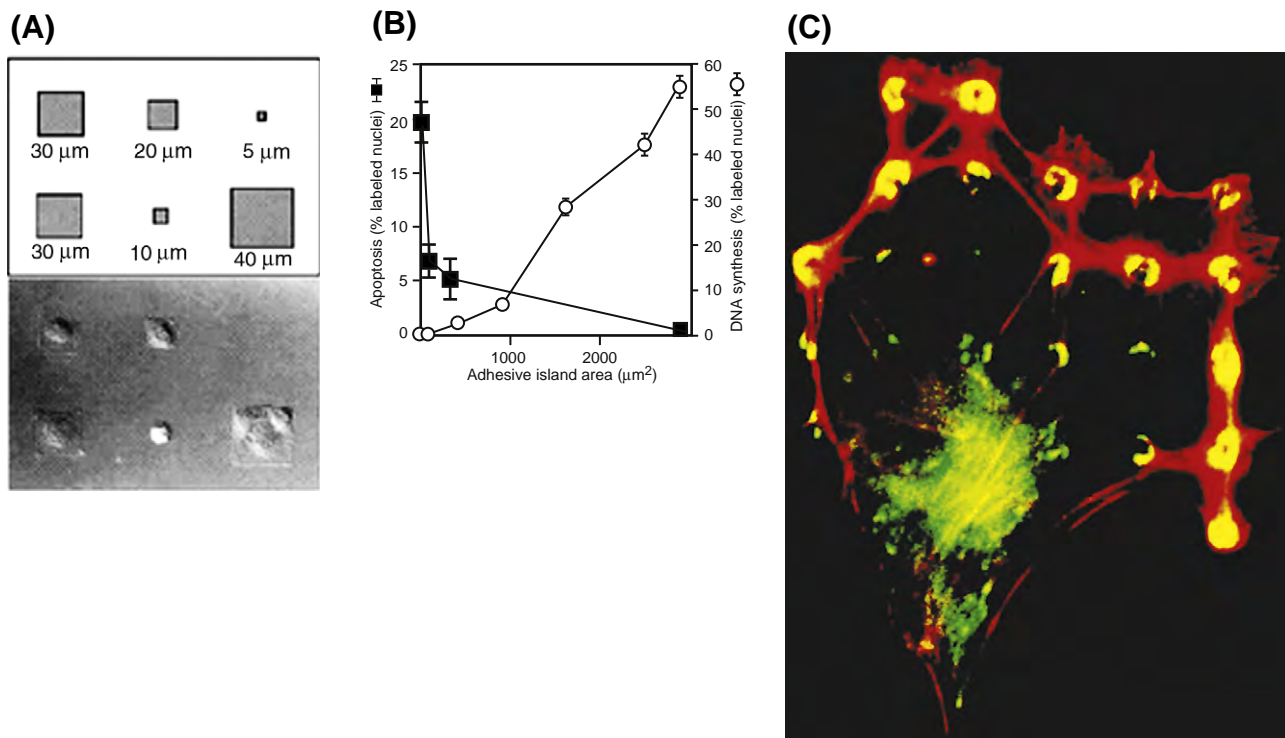 (A)
30 μm 20 μm 5 μm
30 μm 10 μm 40 μm
(B)
Apoptosis (% labeled nuclei)
25
20
15
10
5
0
60
50
40
30
20
10
0
DNA synthesis (% labeled nuclei)
1000 2000
Adhesive island area (μm²)
(C)